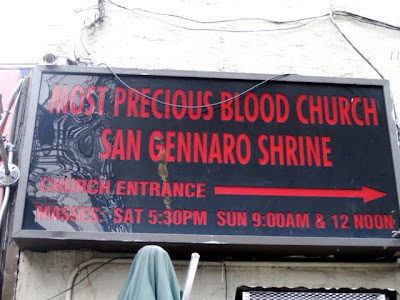 MOST PRECIOUS BLOOD CHURCH
SAN GENNARO SHRINE
CHURCH ENTRANCE
MASSES: SAT 5:30PM SUN 9:00AM & 12 NOON